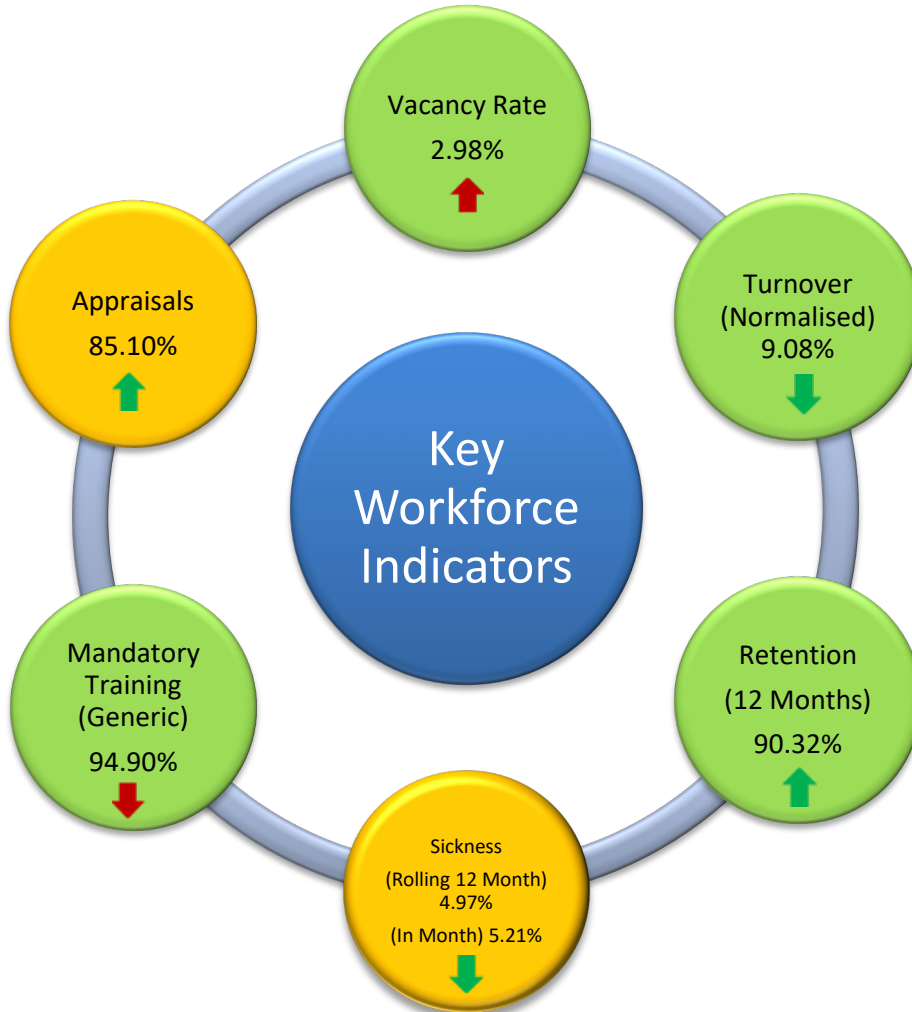 Vacancy Rate
2.98%
Turnover
(Normalised)
9.08%
Retention
(12 Months)
90.32%
Sickness
(Rolling 12 Month)
4.97%
(In Month) 5.21%
Mandatory
Training
(Generic)
94.90%
Appraisals
85.10%
Key
Workforce
Indicators